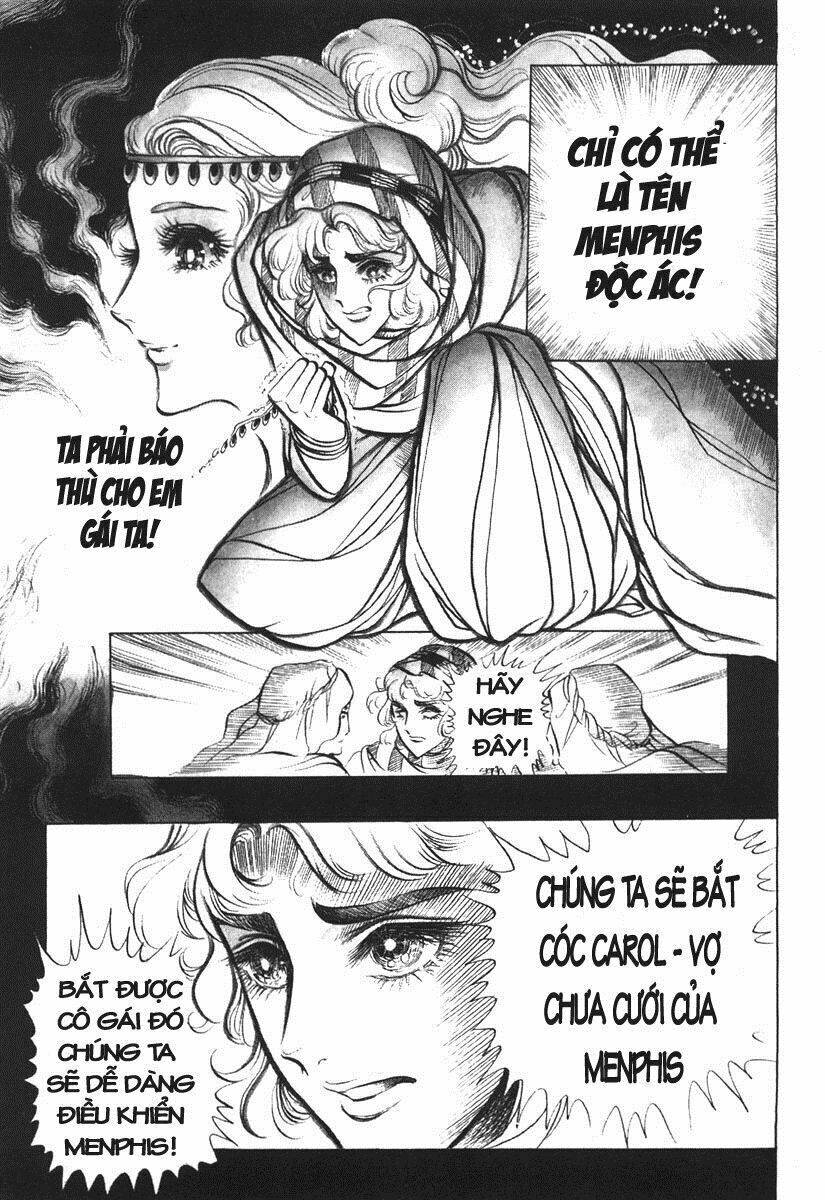 CHỈ CÓ THỂ
LÀ TÊN
MENPHIS
ĐỘC ÁC!
TA PHẢI BÁO
THÙ CHO EM
GÁI TA!
HÃY
NGHE
ĐÂY!
CHÚNG TA SẼ BẮT
CÓC CAROL - VỢ
CHƯA CƯỚI CỦA
MENPHIS
BẮT ĐƯỢC
CÔ GÁI ĐÓ
CHÚNG TA
SẼ DỄ DÀNG
ĐIỀU KHIỂN
MENPHIS!